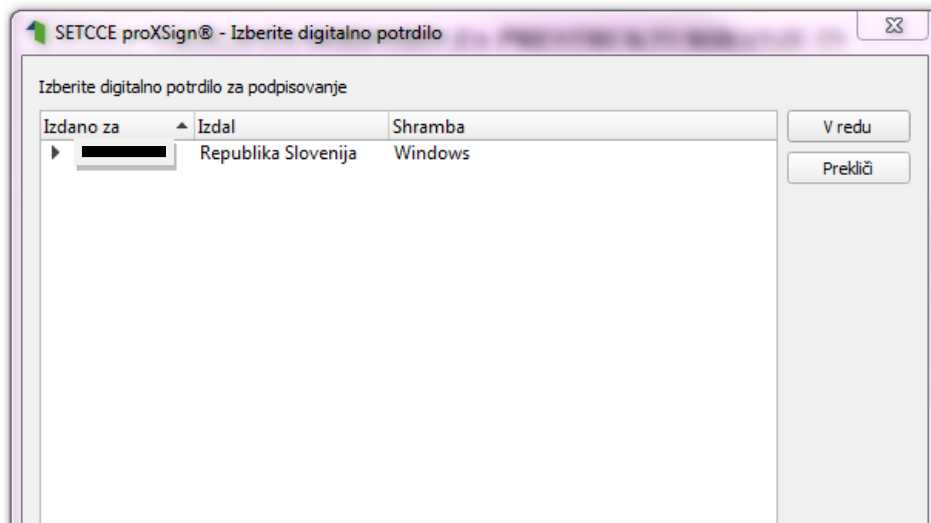 SETCCE proXSign® - Izberite digitalno potrdilo
Izberite digitalno potrdilo za podpisovanje
Izdano za Izdal Shramba
Republika Slovenija Windows
V redu
Prekliči